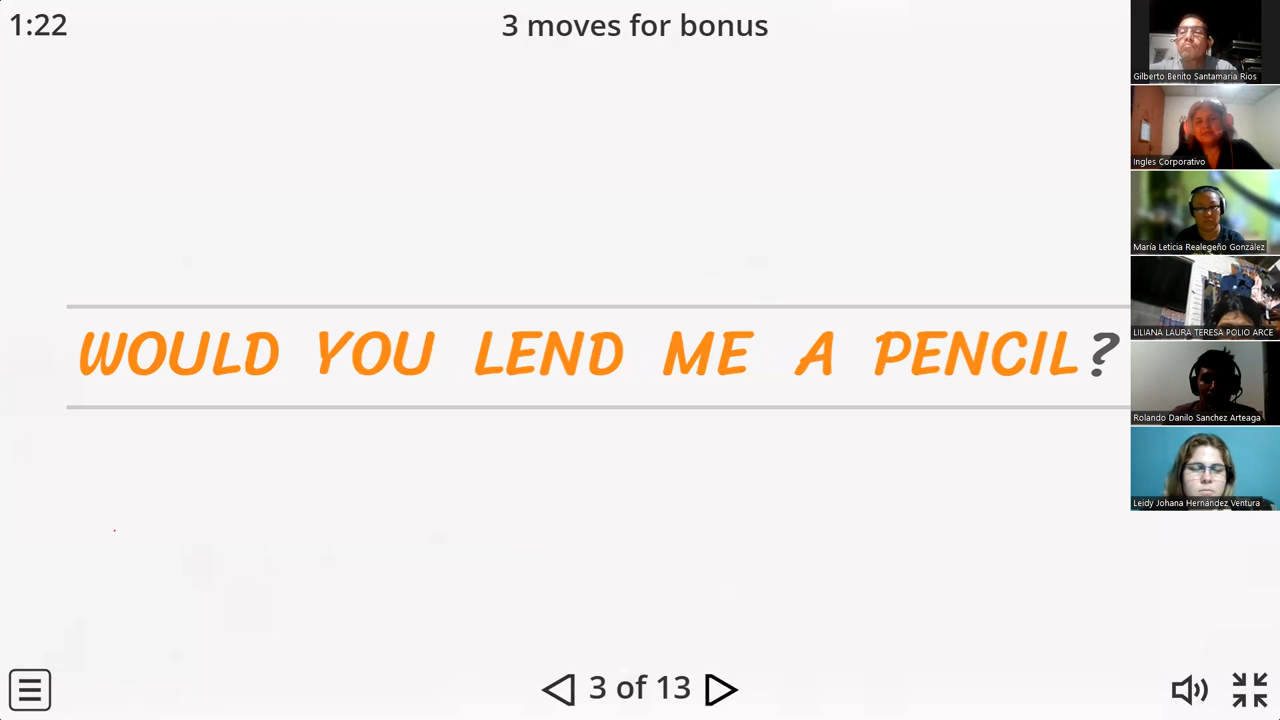 1:22
3 moves for bonus
Gilberto Benito Santamaria Rios
Ingles Corporativo
María Leticia Realegeño González
WOULD YOU LEND ME A PENCIL?
LILIANA LAURA TERESA POLIO ARCE
Rolando Danilo Sanchez Arteaga
Leidy Johana Hernández Ventura
3 of 13